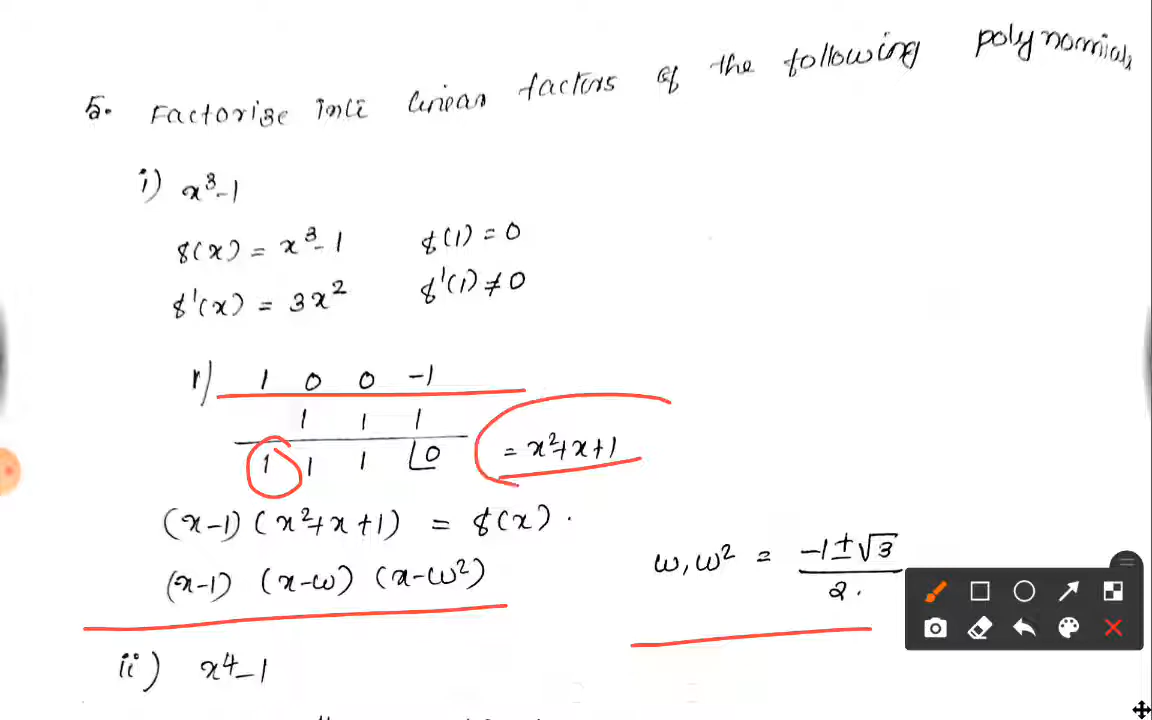 5. Factorise into linear factors of the following polynomials
i) x³-1
f(x) = x³-1 f(1) = 0
f'(x) = 3x² f'(1) ≠ 0
1) 1 0 0 -1
1 1 1
1 1 1 0 = x²+x+1
(x-1) (x²+x+1) = f(x).
(x-1) (x-ω) (x-ω²) ω, ω² = (-1±√3)/2.
ii) x⁴-1